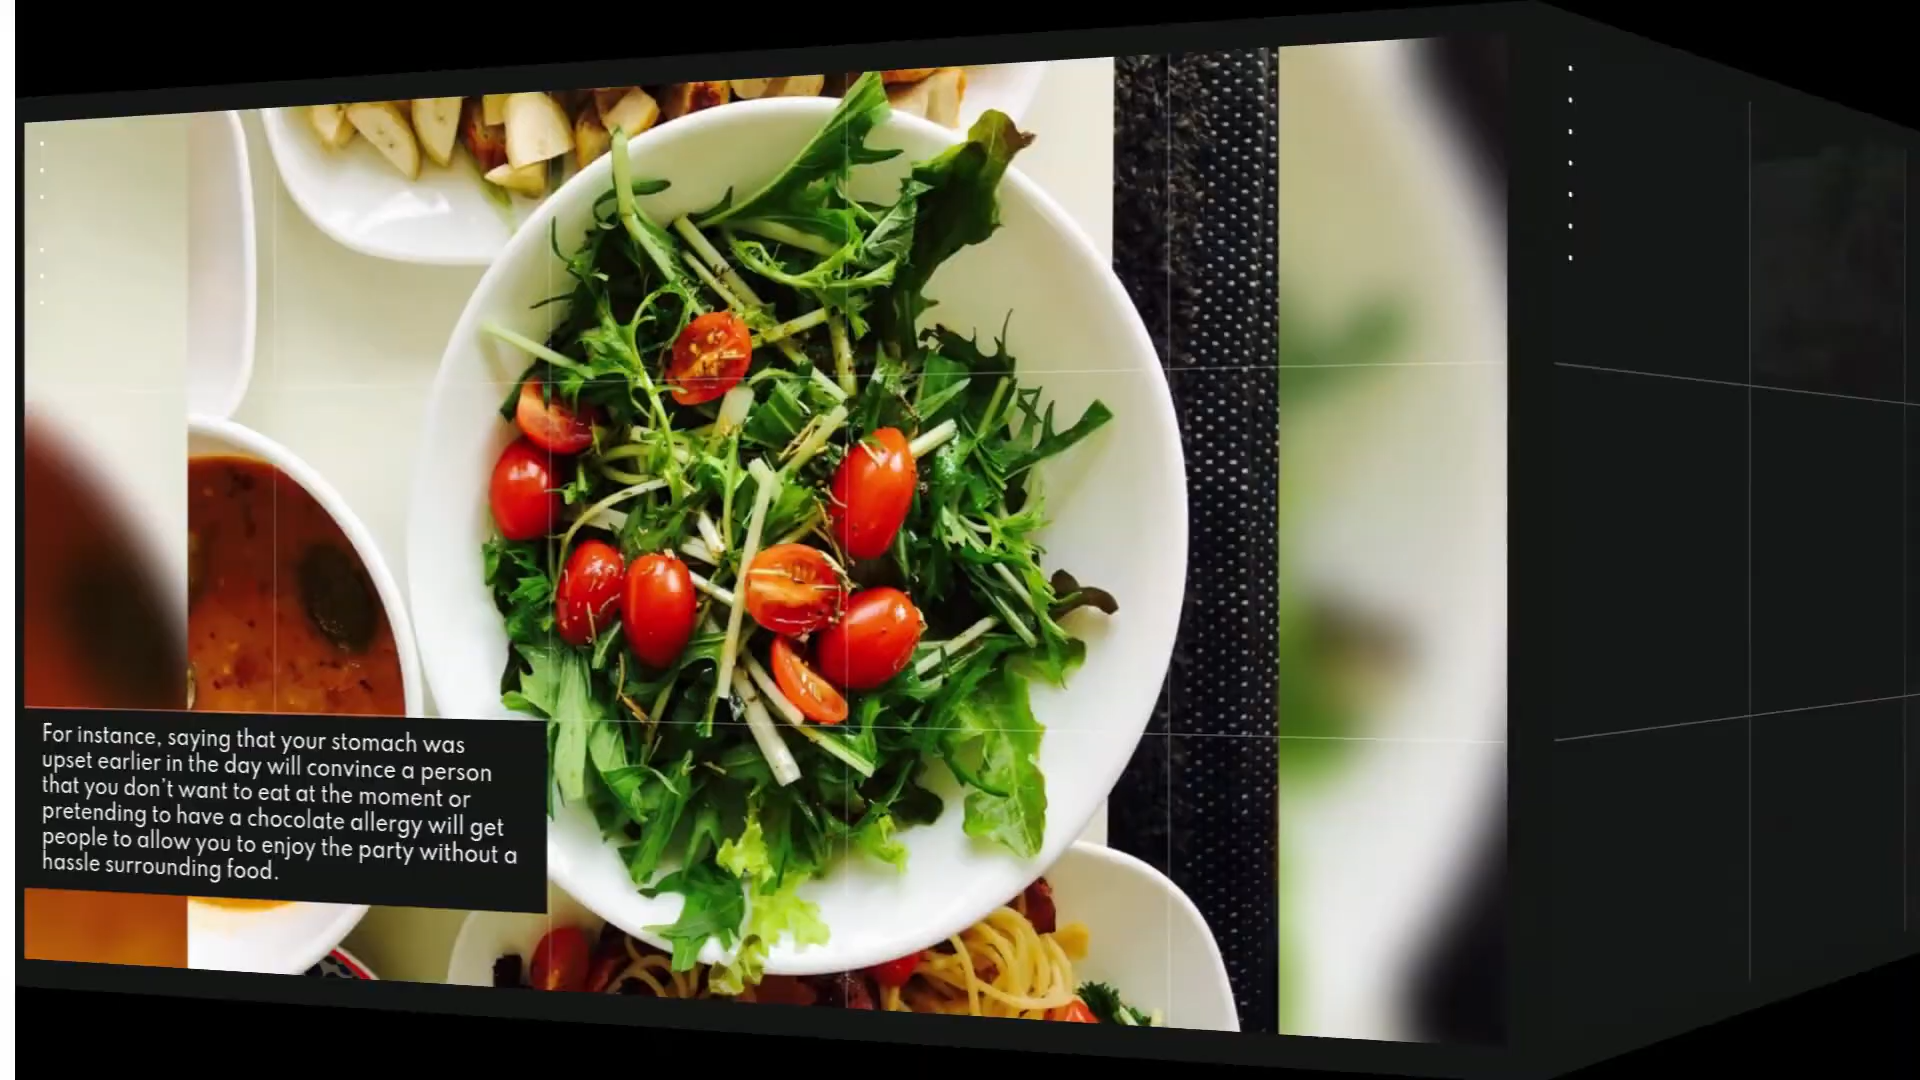 For instance, saying that your stomach was
upset earlier in the day will convince a person
that you don't want to eat at the moment or
pretending to have a chocolate allergy will get
people to allow you to enjoy the party without a
hassle surrounding food.